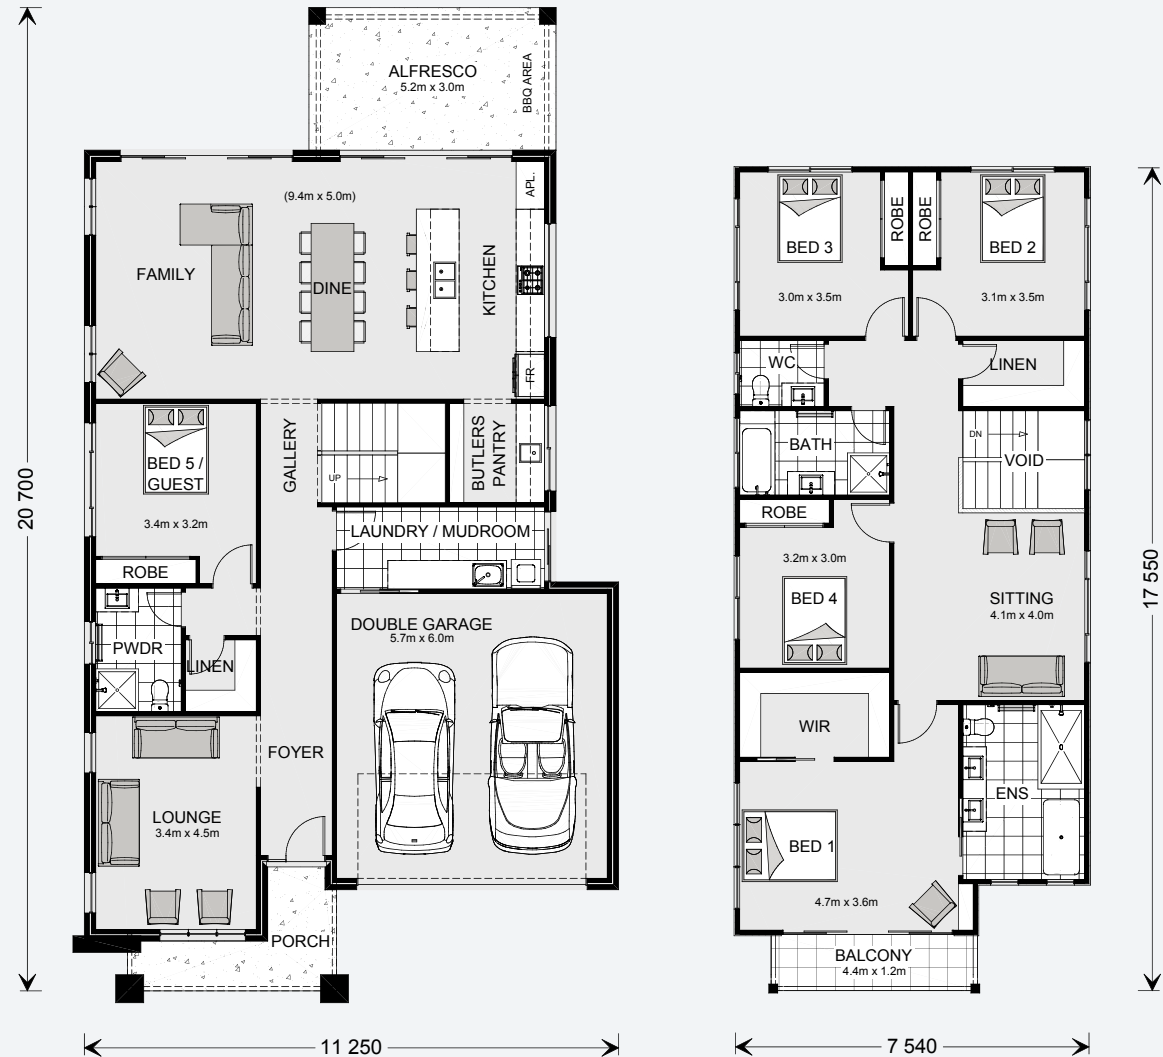 ALFRESCO
5.2m x 3.0m
BBQ AREA
(9.4m x 5.0m)
APL.
FAMILY
DINE
KITCHEN
FR
BED 5 /
GUEST
3.4m x 3.2m
GALLERY
UP
BUTLERS
PANTRY
ROBE
LAUNDRY / MUDROOM
PWDR
LINEN
DOUBLE GARAGE
5.7m x 6.0m
FOYER
LOUNGE
3.4m x 4.5m
PORCH
20 700
11 250
BED 3
3.0m x 3.5m
ROBE
ROBE
BED 2
3.1m x 3.5m
WC
LINEN
BATH
DN
VOID
ROBE
3.2m x 3.0m
BED 4
SITTING
4.1m x 4.0m
WIR
ENS
BED 1
4.7m x 3.6m
BALCONY
4.4m x 1.2m
17 550
7 540